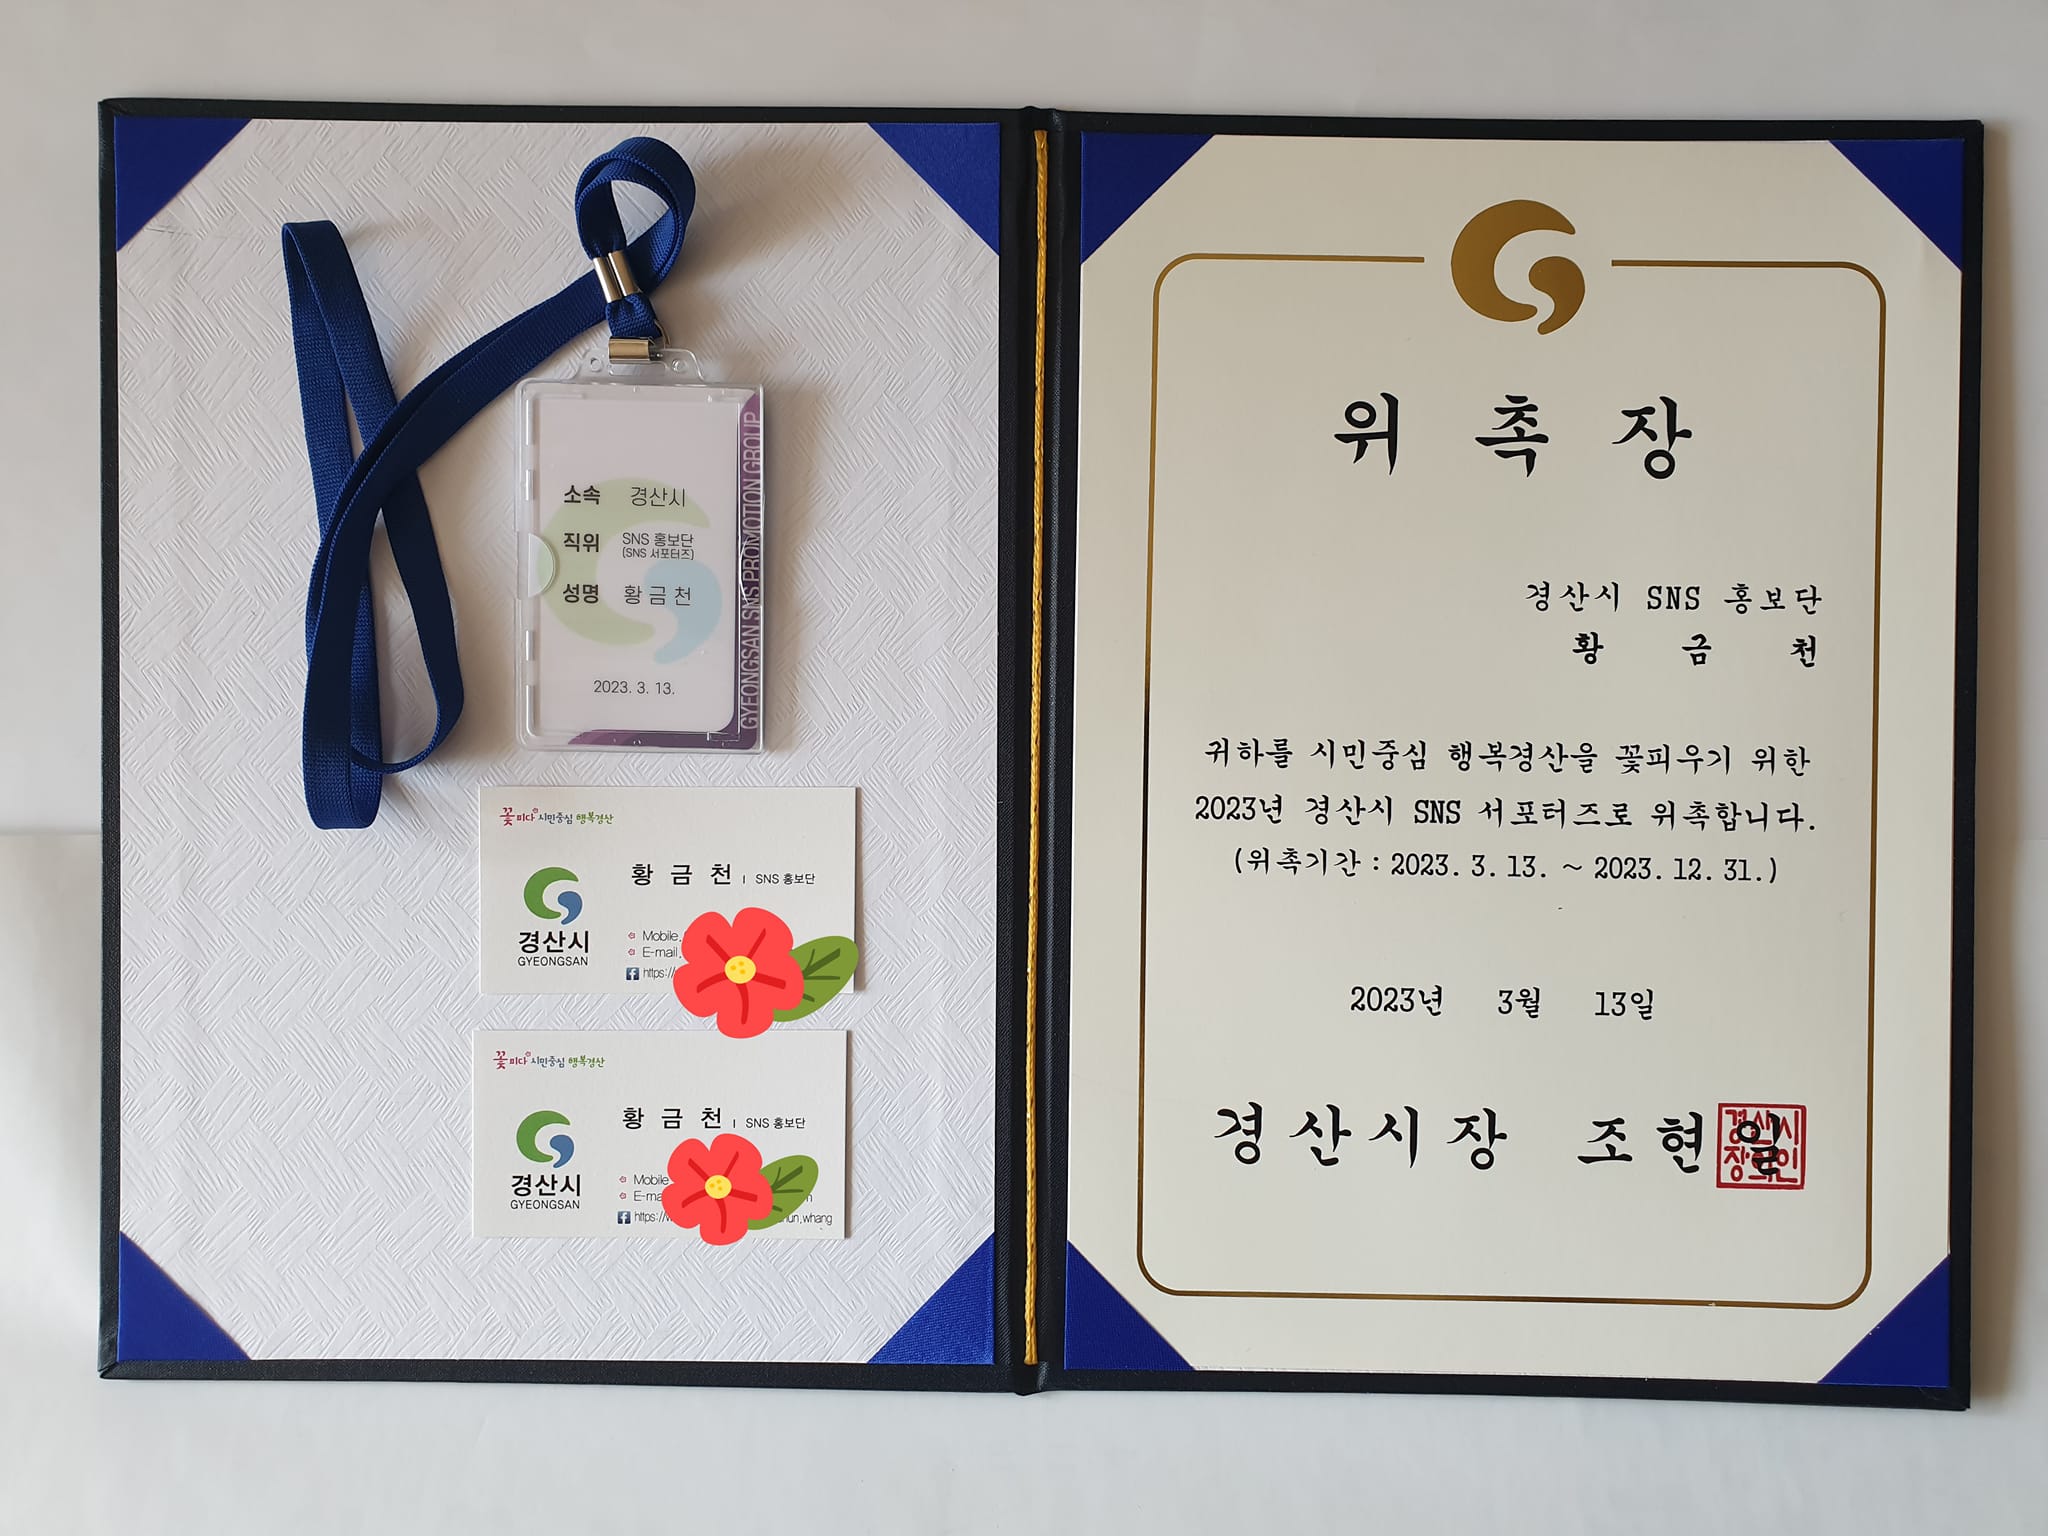 소속 경산시
직위 SNS 홍보단
(SNS 서포터즈)
성명 황 금 천
2023. 3. 13.
GYEONGSAN SNS PROMOTION GROUP
꽃피다 시민중심 행복경산
황 금 천 | SNS 홍보단
Mobile.
E-mail.
https://
경산시
GYEONGSAN
꽃피다 시민중심 행복경산
황 금 천 | SNS 홍보단
Mobile
경산시
GYEONGSAN
whang
위 촉 장
경산시 SNS 홍보단
황 금 천
귀하를 시민중심 행복경산을 꽃피우기 위한
2023년 경산시 SNS 서포터즈로 위촉합니다.
(위촉기간 : 2023. 3. 13. ~ 2023. 12. 31.)
2023년 3월 13일
경산시장 조현일